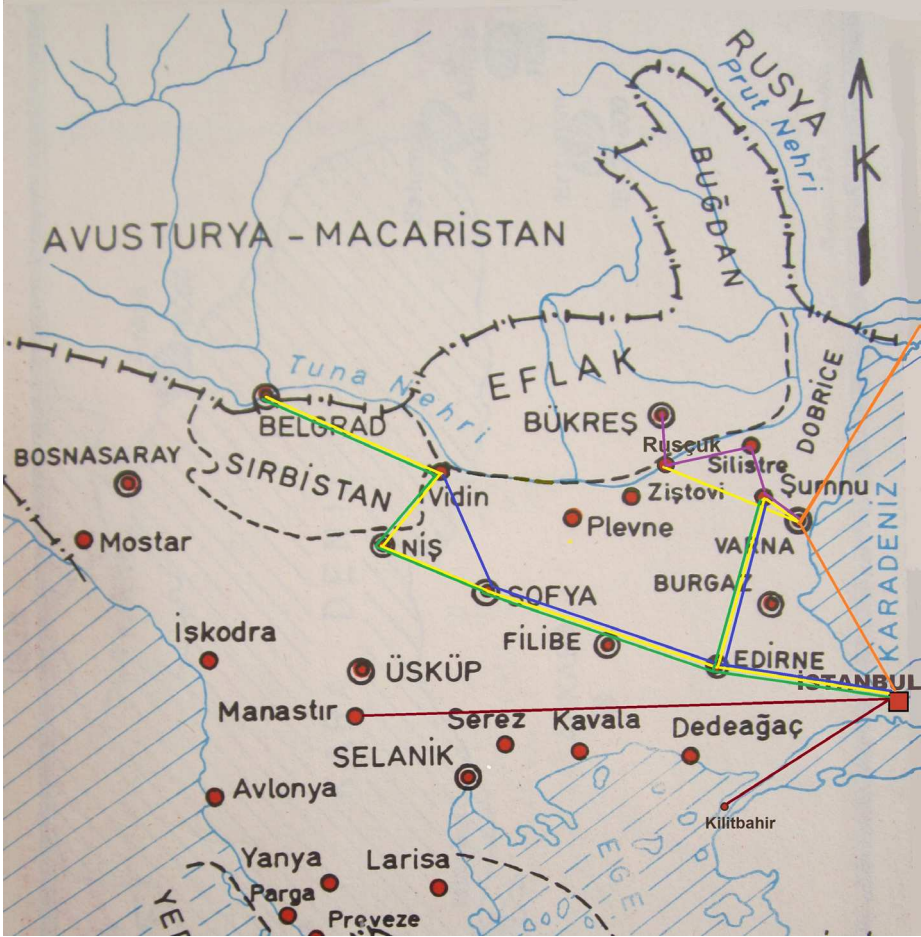 RUSYA
Prut Nehri
K
BUĞDAN
AVUSTURYA - MACARİSTAN
Tuna Nehri
EFLAK
DOBRİCE
BÜKREŞ
BELGRAD
Rusçuk
Silistre
BOSNASARAY
SIRBİSTAN
Vidin
Ziştovi
Şumnu
Plevne
Mostar
NİŞ
VARNA
KARADENİZ
SOFYA
BURGAZ
İşkodra
FİLİBE
EDİRNE
ÜSKÜP
İSTANBUL
Manastır
Serez
Kavala
Dedeağaç
SELANİK
Avlonya
Kilitbahir
EGE
Yanya
Larisa
Parga
Preveze